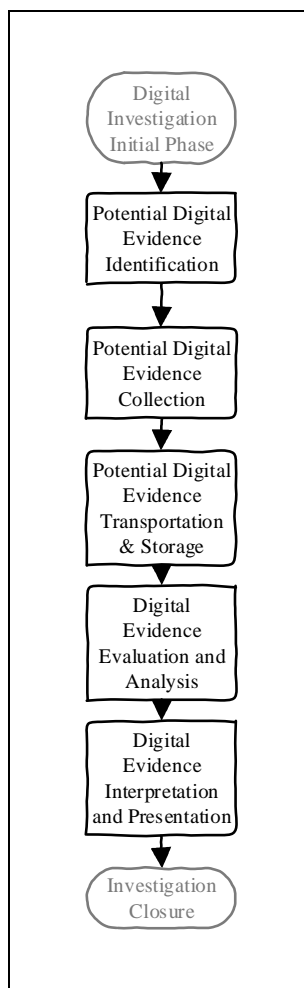 Digital
Investigation
Initial Phase
Potential Digital
Evidence
Identification
Potential Digital
Evidence
Collection
Potential Digital
Evidence
Transportation
& Storage
Digital
Evidence
Evaluation and
Analysis
Digital
Evidence
Interpretation
and Presentation
Investigation
Closure